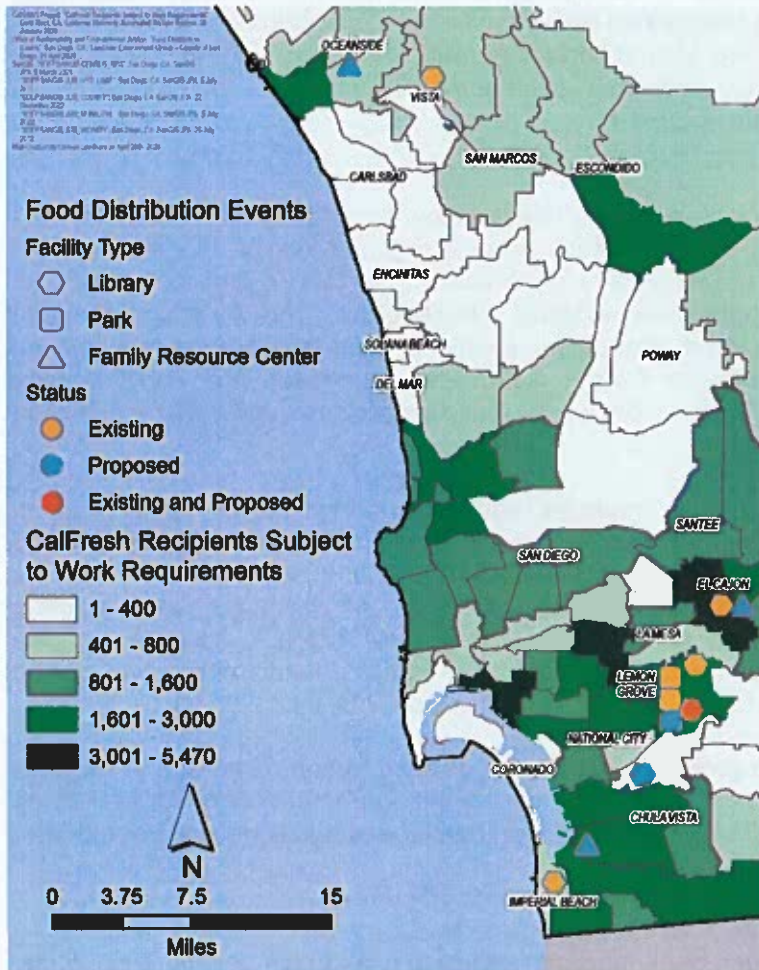 OCEANSIDE
VISTA
SAN MARCOS
ESCONDIDO
CARLSBAD
ENCINITAS
SOLANA BEACH
DEL MAR
POWAY
SANTEE
SAN DIEGO
EL CAJON
LA MESA
LEMON
GROVE
NATIONAL CITY
CORONADO
CHULA VISTA
IMPERIAL BEACH
Food Distribution Events
Facility Type
Library
Park
Family Resource Center
Status
Existing
Proposed
Existing and Proposed
CalFresh Recipients Subject
to Work Requirements
1 - 400
401 - 800
801 - 1,600
1,601 - 3,000
3,001 - 5,470
N
0 3.75 7.5 15
Miles